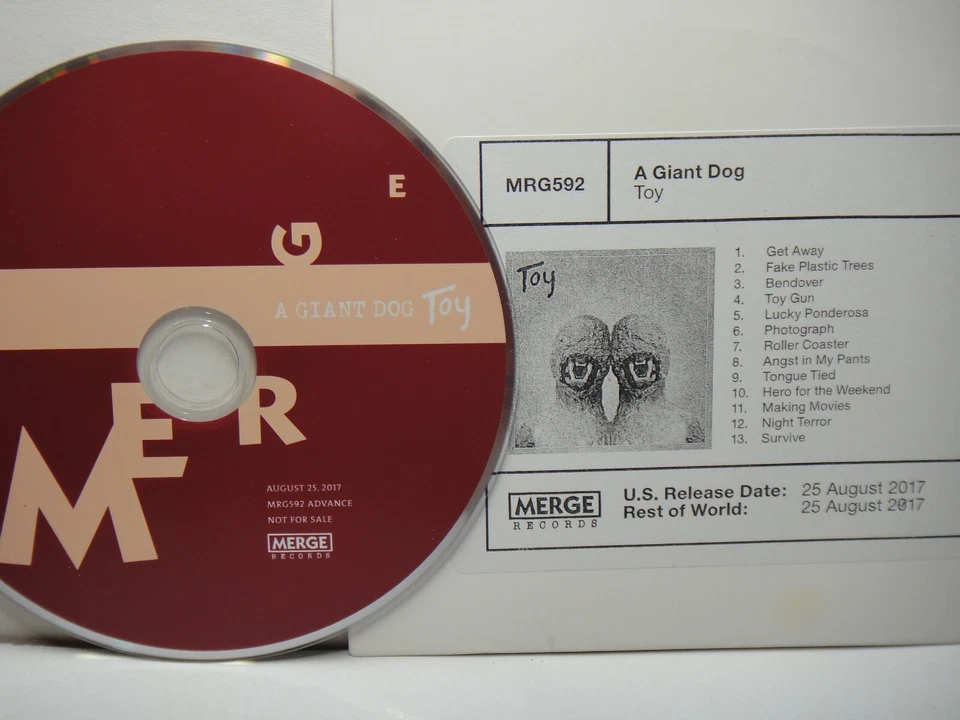 E
G
A GIANT DOG Toy
E R
M
AUGUST 25, 2017
MRG592 ADVANCE
NOT FOR SALE
MERGE
RECORDS
MRG592
A Giant Dog
Toy
Toy
1. Get Away
2. Fake Plastic Trees
3. Bendover
4. Toy Gun
5. Lucky Ponderosa
6. Photograph
7. Roller Coaster
8. Angst in My Pants
9. Tongue Tied
10. Hero for the Weekend
11. Making Movies
12. Night Terror
13. Survive
MERGE
RECORDS
U.S. Release Date: 25 August 2017
Rest of World: 25 August 2017